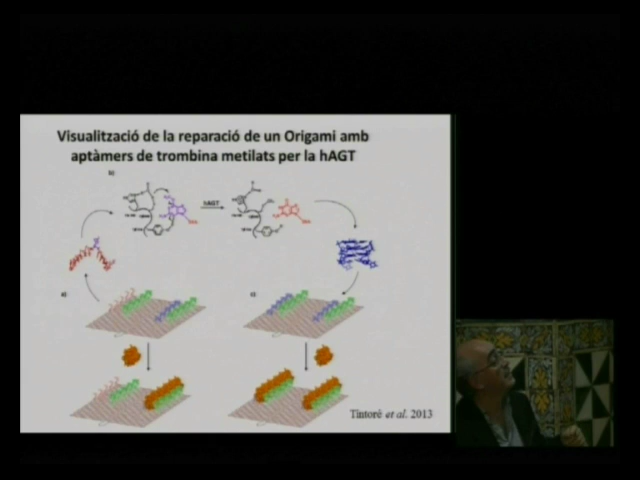 Visualització de la reparació de un Origami amb
aptàmers de trombina metilats per la hAGT
b)
hAGT
a)
c)
Tintoré et al. 2013